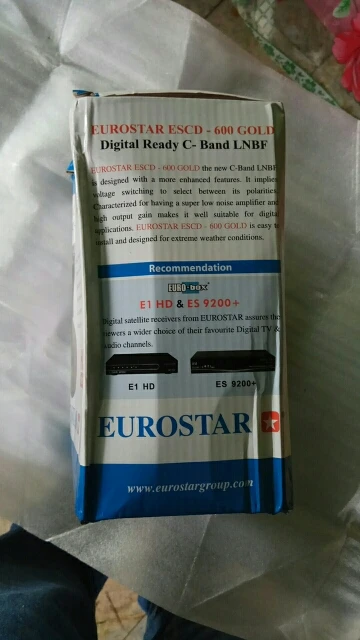 EUROSTAR ESCD - 600 GOLD
Digital Ready C- Band LNBF
EUROSTAR ESCD - 600 GOLD the new C-Band LNBF
is designed with a more enhanced features. It implies
voltage switching to select between its polarities.
Characterized for having a super low noise amplifier and
high output gain makes it well suitable for digital
applications. EUROSTAR ESCD - 600 GOLD is easy to
install and designed for extreme weather conditions.
Recommendation
EURO-box
E1 HD & ES 9200+
Digital satellite receivers from EUROSTAR assures the
viewers a wider choice of their favourite Digital TV &
audio channels.
E1 HD ES 9200+
EUROSTAR
www.eurostargroup.com